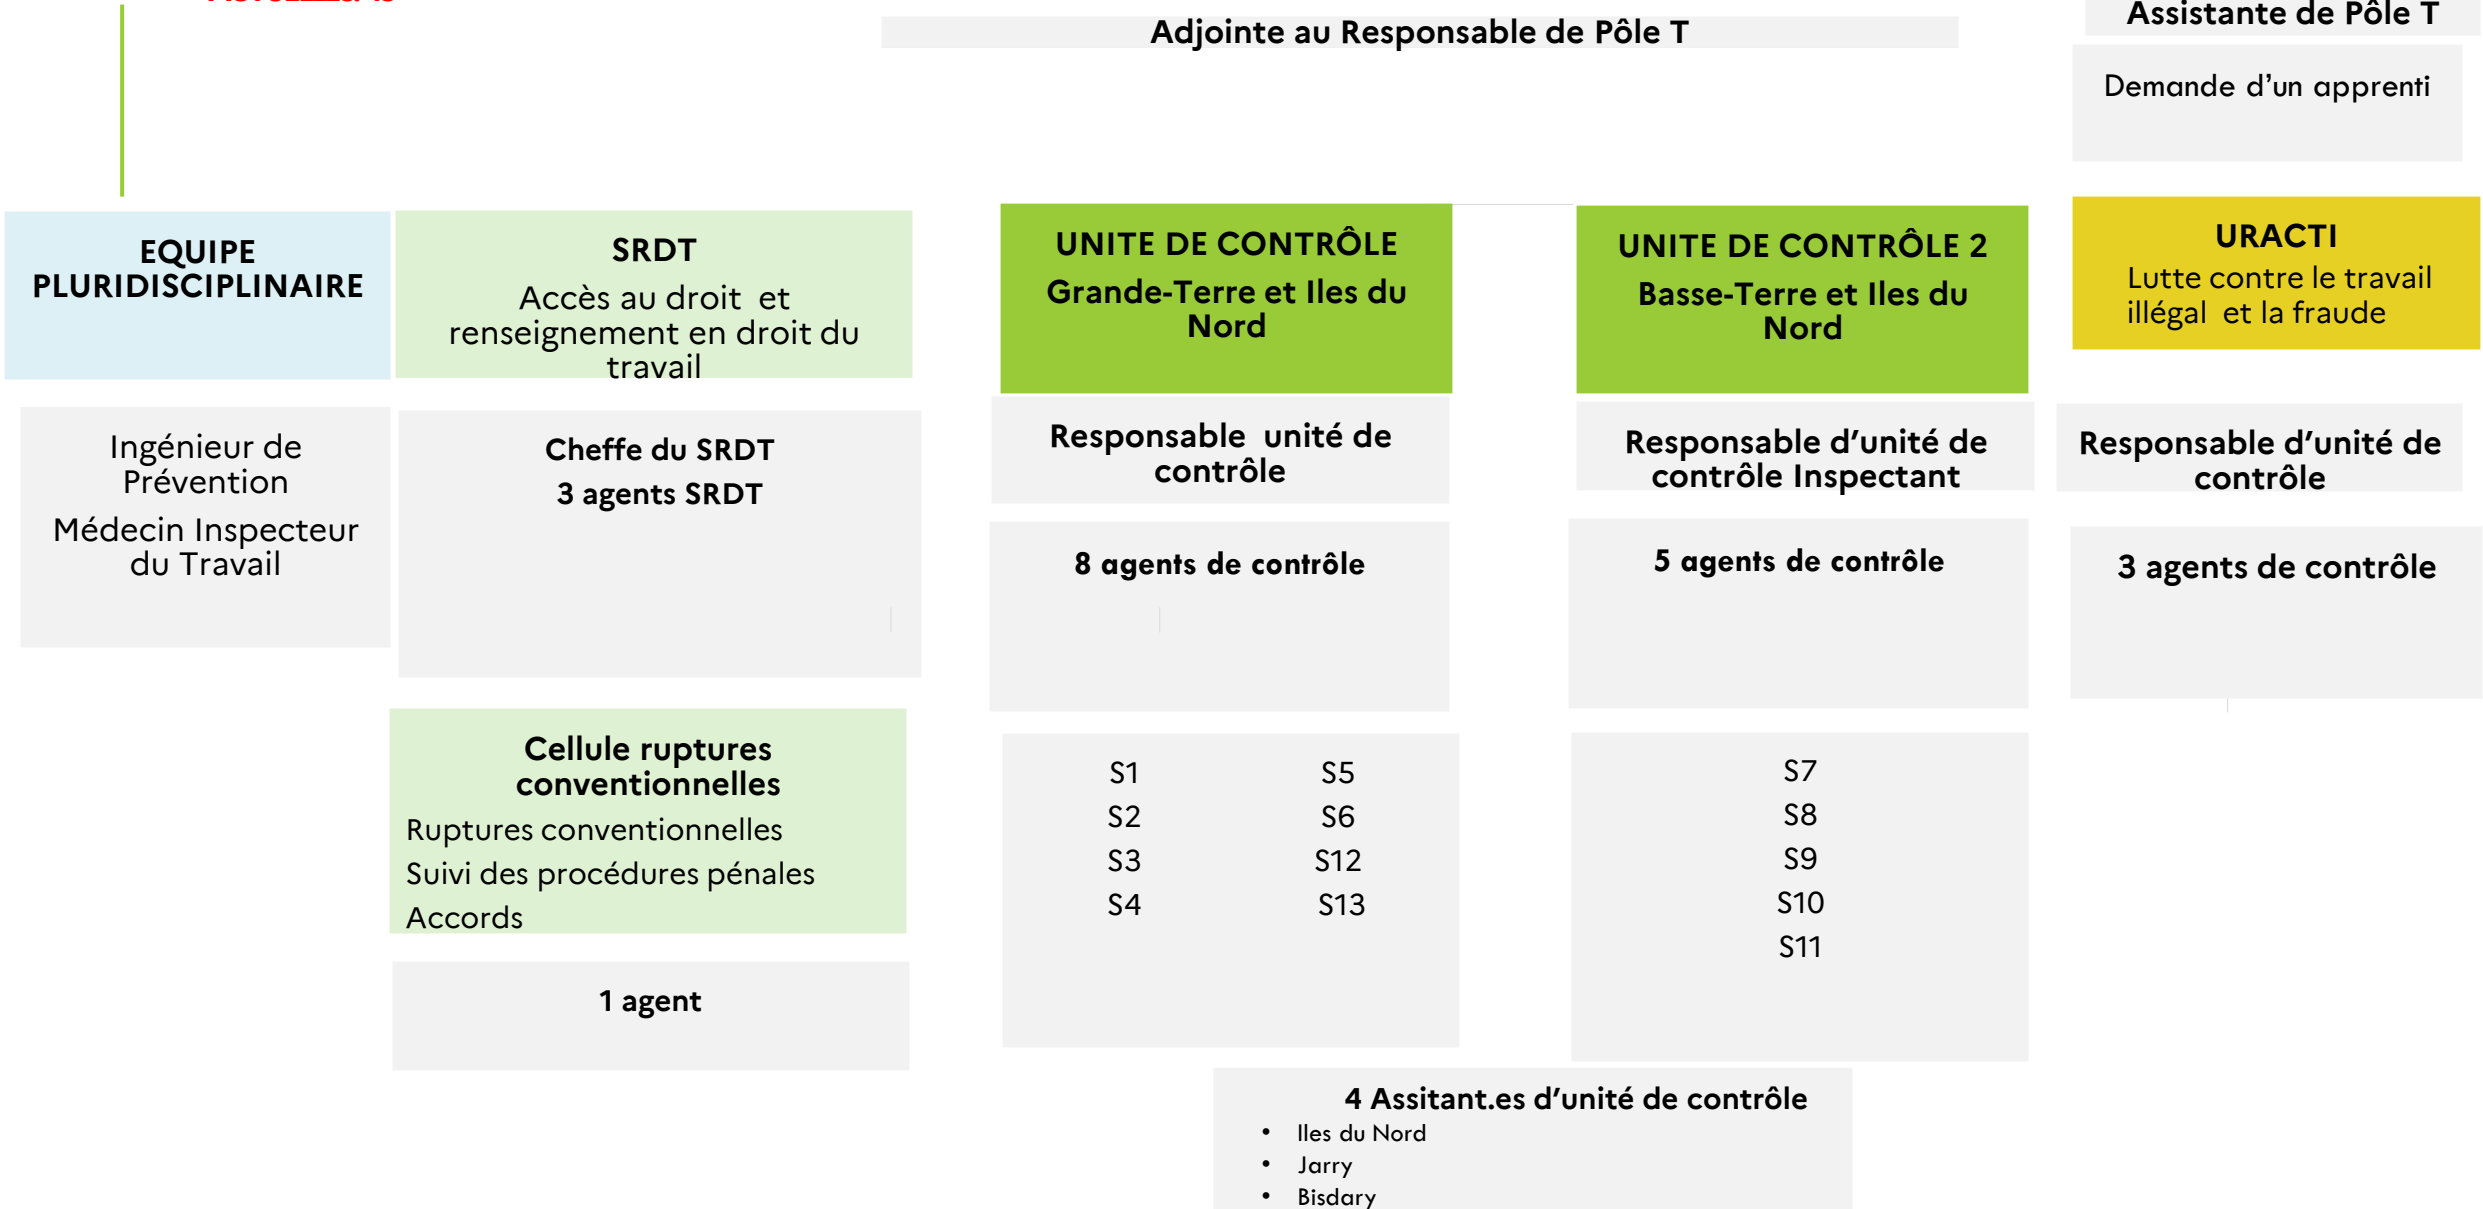 Adjointe au Responsable de Pôle T
Assistante de Pôle T
Demande d'un apprenti
EQUIPE
PLURIDISCIPLINAIRE
Ingénieur de
Prévention
Médecin Inspecteur
du Travail
SRDT
Accès au droit et
renseignement en droit du
travail
Cheffe du SRDT
3 agents SRDT
Cellule ruptures
conventionnelles
Ruptures conventionnelles
Suivi des procédures pénales
Accords
1 agent
UNITE DE CONTRÔLE
Grande-Terre et Iles du
Nord
Responsable unité de
contrôle
8 agents de contrôle
S1 S5
S2 S6
S3 S12
S4 S13
UNITE DE CONTRÔLE 2
Basse-Terre et Iles du
Nord
Responsable d'unité de
contrôle Inspectant
5 agents de contrôle
S7
S8
S9
S10
S11
URACTI
Lutte contre le travail
illégal et la fraude
Responsable d'unité de
contrôle
3 agents de contrôle
4 Assitant.es d'unité de contrôle
• Iles du Nord
• Jarry
• Bisdary